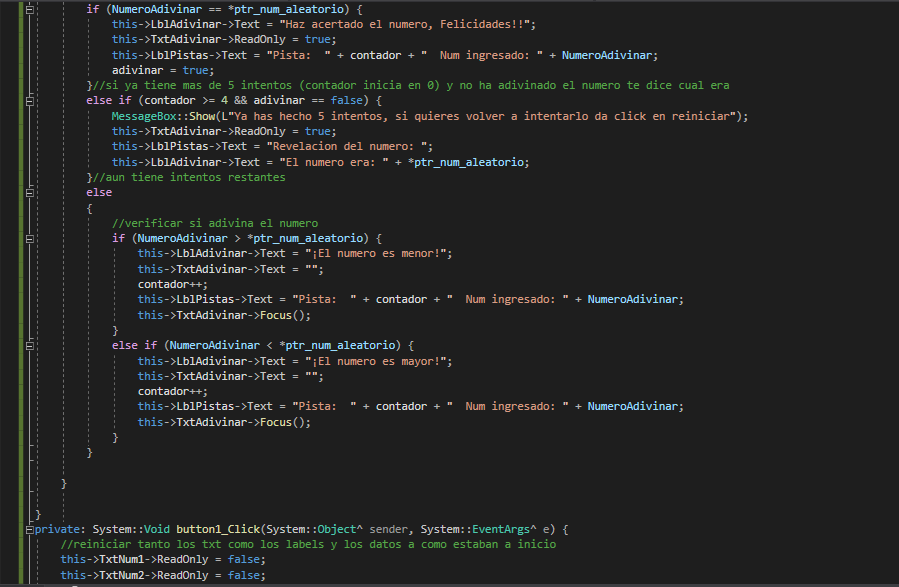 if (NumeroAdivinar == *ptr_num_aleatorio) {
this->LblAdivinar->Text = "Haz acertado el numero, Felicidades!!";
this->TxtAdivinar->ReadOnly = true;
this->LblPistas->Text = "Pista:  " + contador + "  Num ingresado: " + NumeroAdivinar;
adivinar = true;
}//si ya tiene mas de 5 intentos (contador inicia en 0) y no ha adivinado el numero te dice cual era
else if (contador >= 4 && adivinar == false) {
MessageBox::Show(L"Ya has hecho 5 intentos, si quieres volver a intentarlo da click en reiniciar");
this->TxtAdivinar->ReadOnly = true;
this->LblPistas->Text = "Revelacion del numero: ";
this->LblAdivinar->Text = "El numero era: " + *ptr_num_aleatorio;
}//aun tiene intentos restantes
else
{
//verificar si adivina el numero
if (NumeroAdivinar > *ptr_num_aleatorio) {
this->LblAdivinar->Text = "¡El numero es menor!";
this->TxtAdivinar->Text = "";
contador++;
this->LblPistas->Text = "Pista:  " + contador + "  Num ingresado: " + NumeroAdivinar;
this->TxtAdivinar->Focus();
}
else if (NumeroAdivinar < *ptr_num_aleatorio) {
this->LblAdivinar->Text = "¡El numero es mayor!";
this->TxtAdivinar->Text = "";
contador++;
this->LblPistas->Text = "Pista:  " + contador + "  Num ingresado: " + NumeroAdivinar;
this->TxtAdivinar->Focus();
}
}
}
}
private: System::Void button1_Click(System::Object^ sender, System::EventArgs^ e) {
//reiniciar tanto los txt como los labels y los datos a como estaban a inicio
this->TxtNum1->ReadOnly = false;
this->TxtNum2->ReadOnly = false;